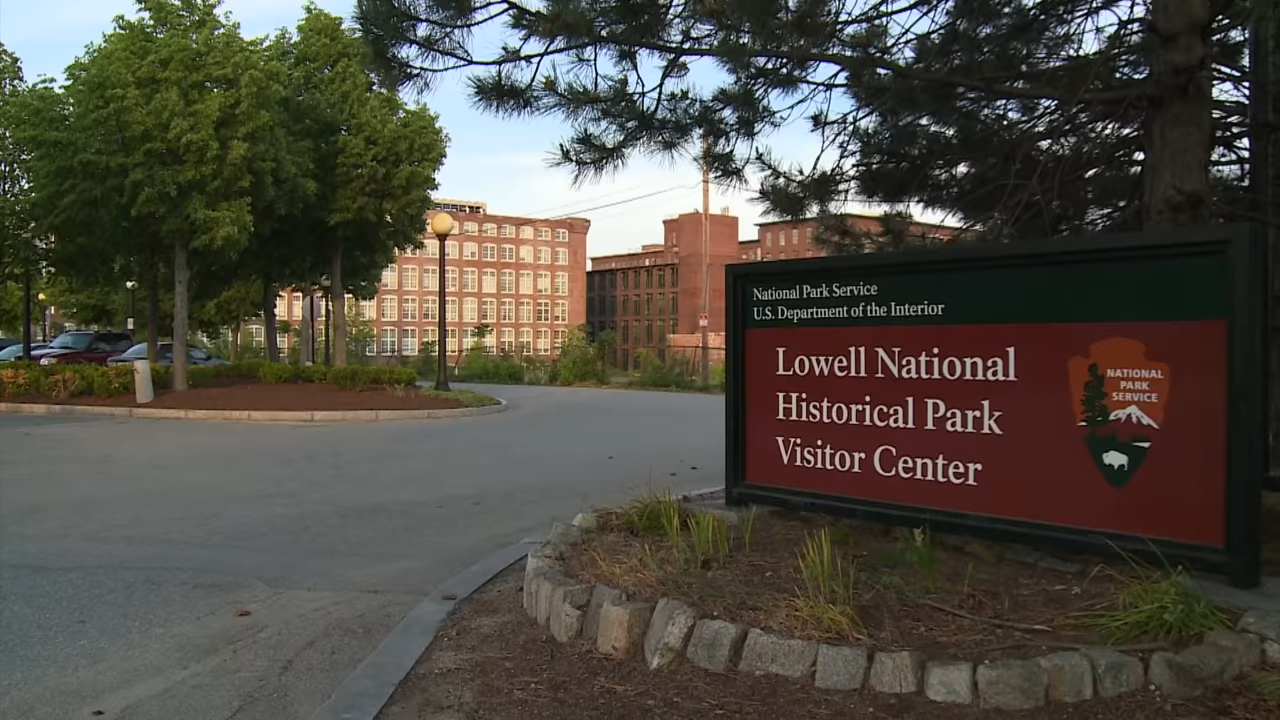 National Park Service
U.S. Department of the Interior
Lowell National
Historical Park
Visitor Center
NATIONAL
PARK
SERVICE